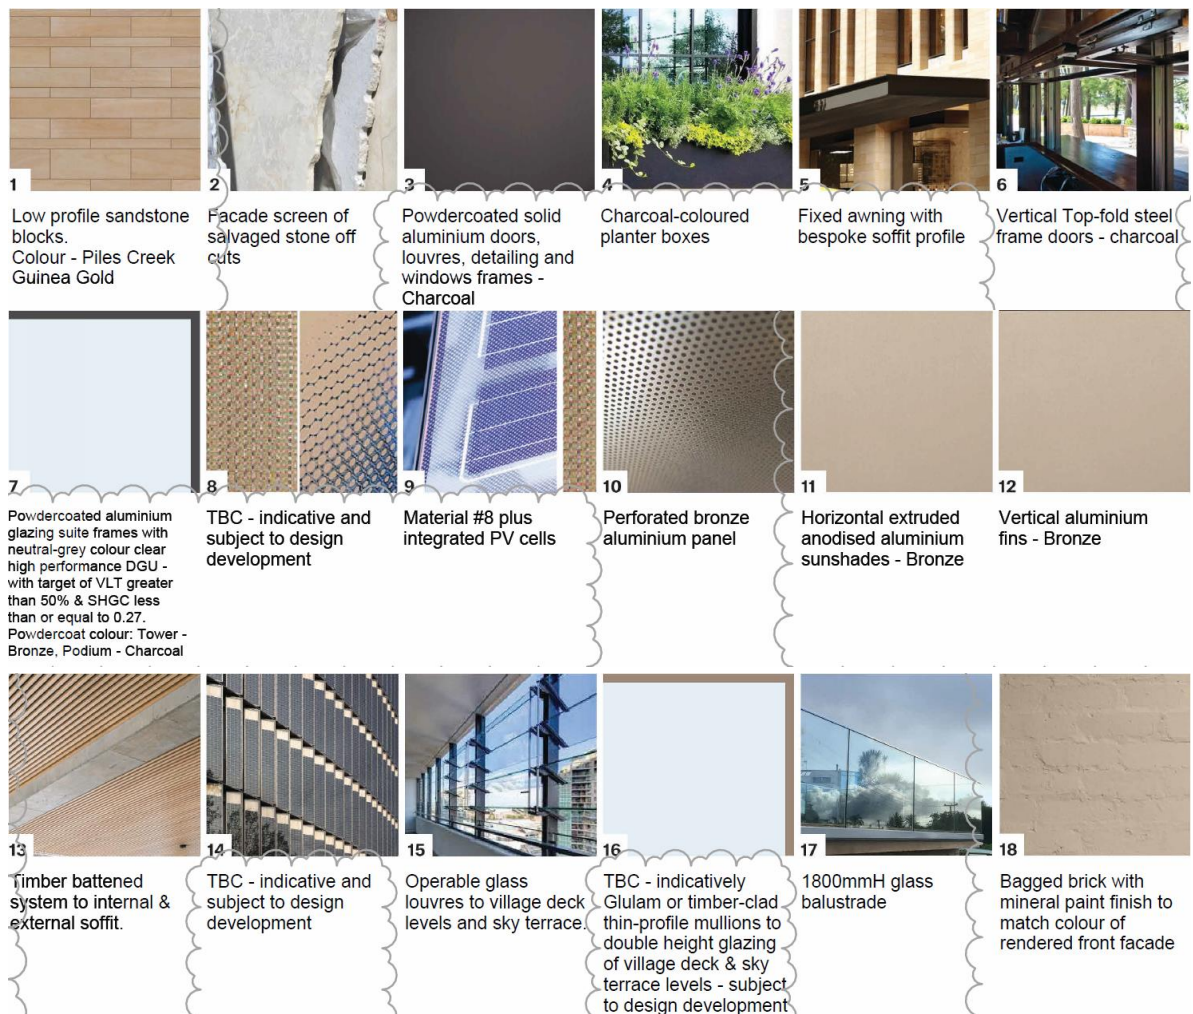 1
Low profile sandstone
blocks.
Colour - Piles Creek
Guinea Gold
2
Facade screen of
salvaged stone off
cuts
3
Powdercoated solid
aluminium doors,
louvres, detailing and
windows frames -
Charcoal
4
Charcoal-coloured
planter boxes
5
Fixed awning with
bespoke soffit profile
6
Vertical Top-fold steel
frame doors - charcoal
7
Powdercoated aluminium
glazing suite frames with
neutral-grey colour clear
high performance DGU -
with target of VLT greater
than 50% & SHGC less
than or equal to 0.27.
Powdercoat colour: Tower -
Bronze, Podium - Charcoal
8
TBC - indicative and
subject to design
development
9
Material #8 plus
integrated PV cells
10
Perforated bronze
aluminium panel
11
Horizontal extruded
anodised aluminium
sunshades - Bronze
12
Vertical aluminium
fins - Bronze
13
Timber battened
system to internal &
external soffit.
14
TBC - indicative and
subject to design
development
15
Operable glass
louvres to village deck
levels and sky terrace.
16
TBC - indicatively
Glulam or timber-clad
thin-profile mullions to
double height glazing
of village deck & sky
terrace levels - subject
to design development
17
1800mmH glass
balustrade
18
Bagged brick with
mineral paint finish to
match colour of
rendered front facade